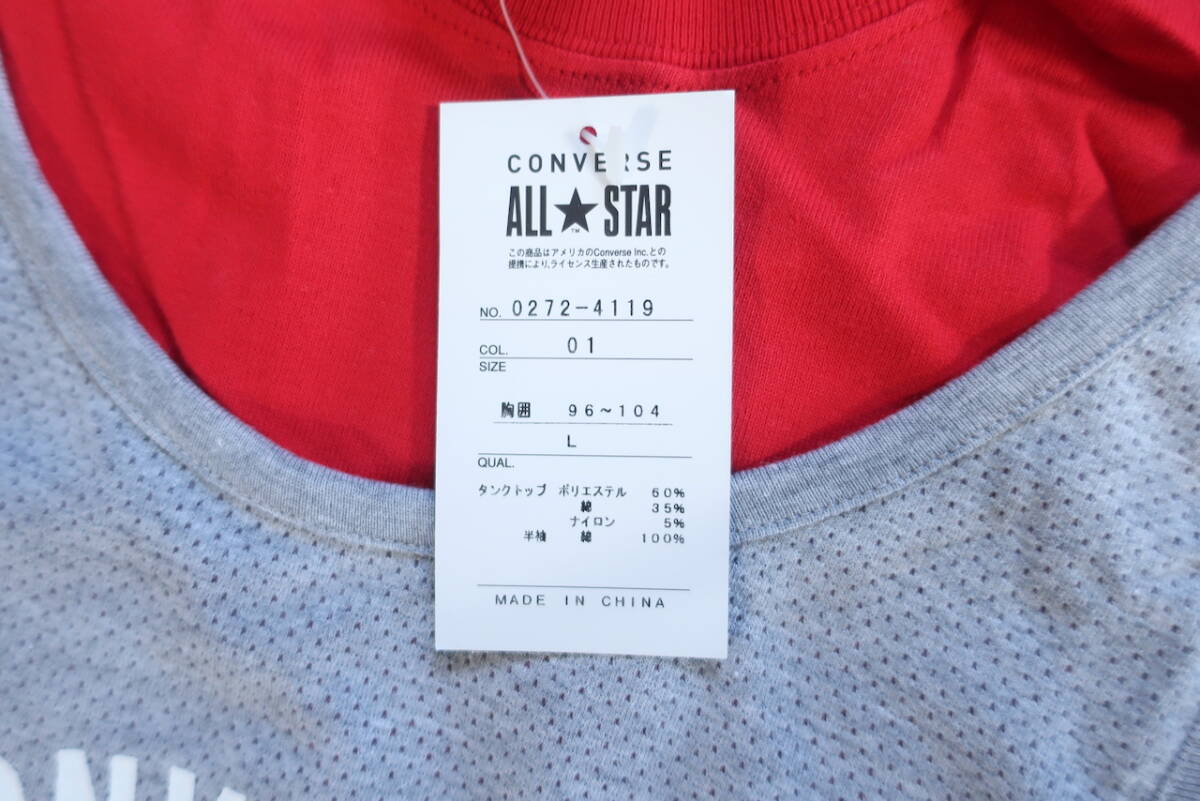 CONVERSE
ALL★STAR
TM
この商品はアメリカのConverse Inc.との
提携により、ライセンス生産されたものです。
NO. 0272-4119
COL. 01
SIZE
胸囲 96~104
L
QUAL.
タンクトップ ポリエステル 60%
綿 35%
ナイロン 5%
半袖 綿 100%
MADE IN CHINA